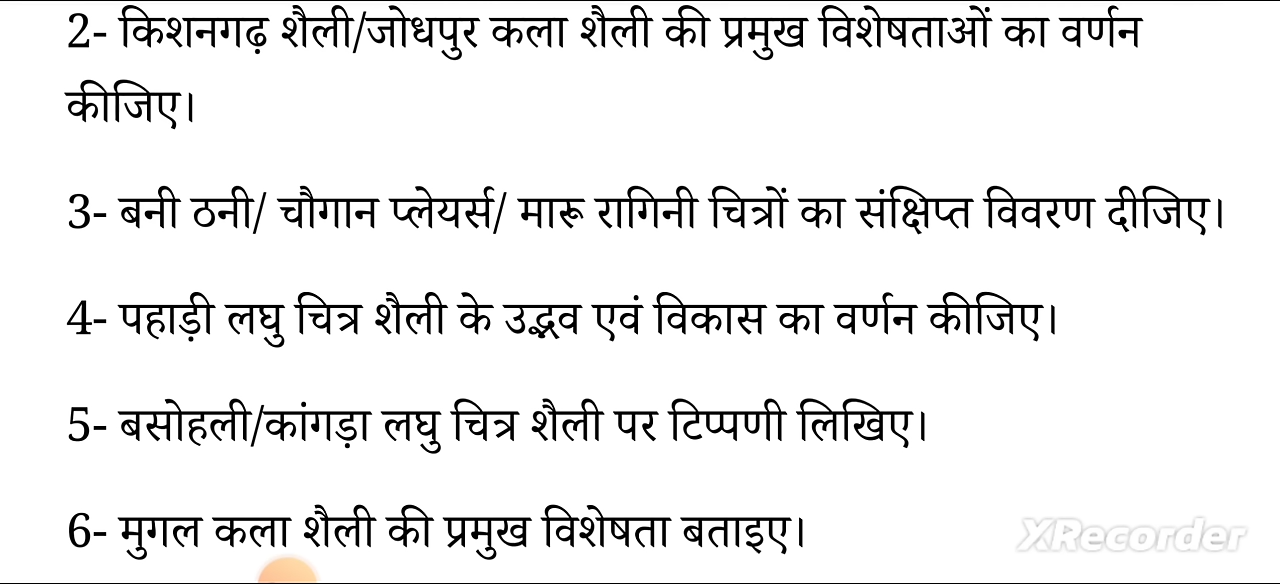 2- किशनगढ़ शैली/जोधपुर कला शैली की प्रमुख विशेषताओं का वर्णन
कीजिए।
3- बनी ठनी/ चौगान प्लेयर्स/ मारू रागिनी चित्रों का संक्षिप्त विवरण दीजिए।
4- पहाड़ी लघु चित्र शैली के उद्भव एवं विकास का वर्णन कीजिए।
5- बसोहली/कांगड़ा लघु चित्र शैली पर टिप्पणी लिखिए।
6- मुगल कला शैली की प्रमुख विशेषता बताइए।
XRecorder